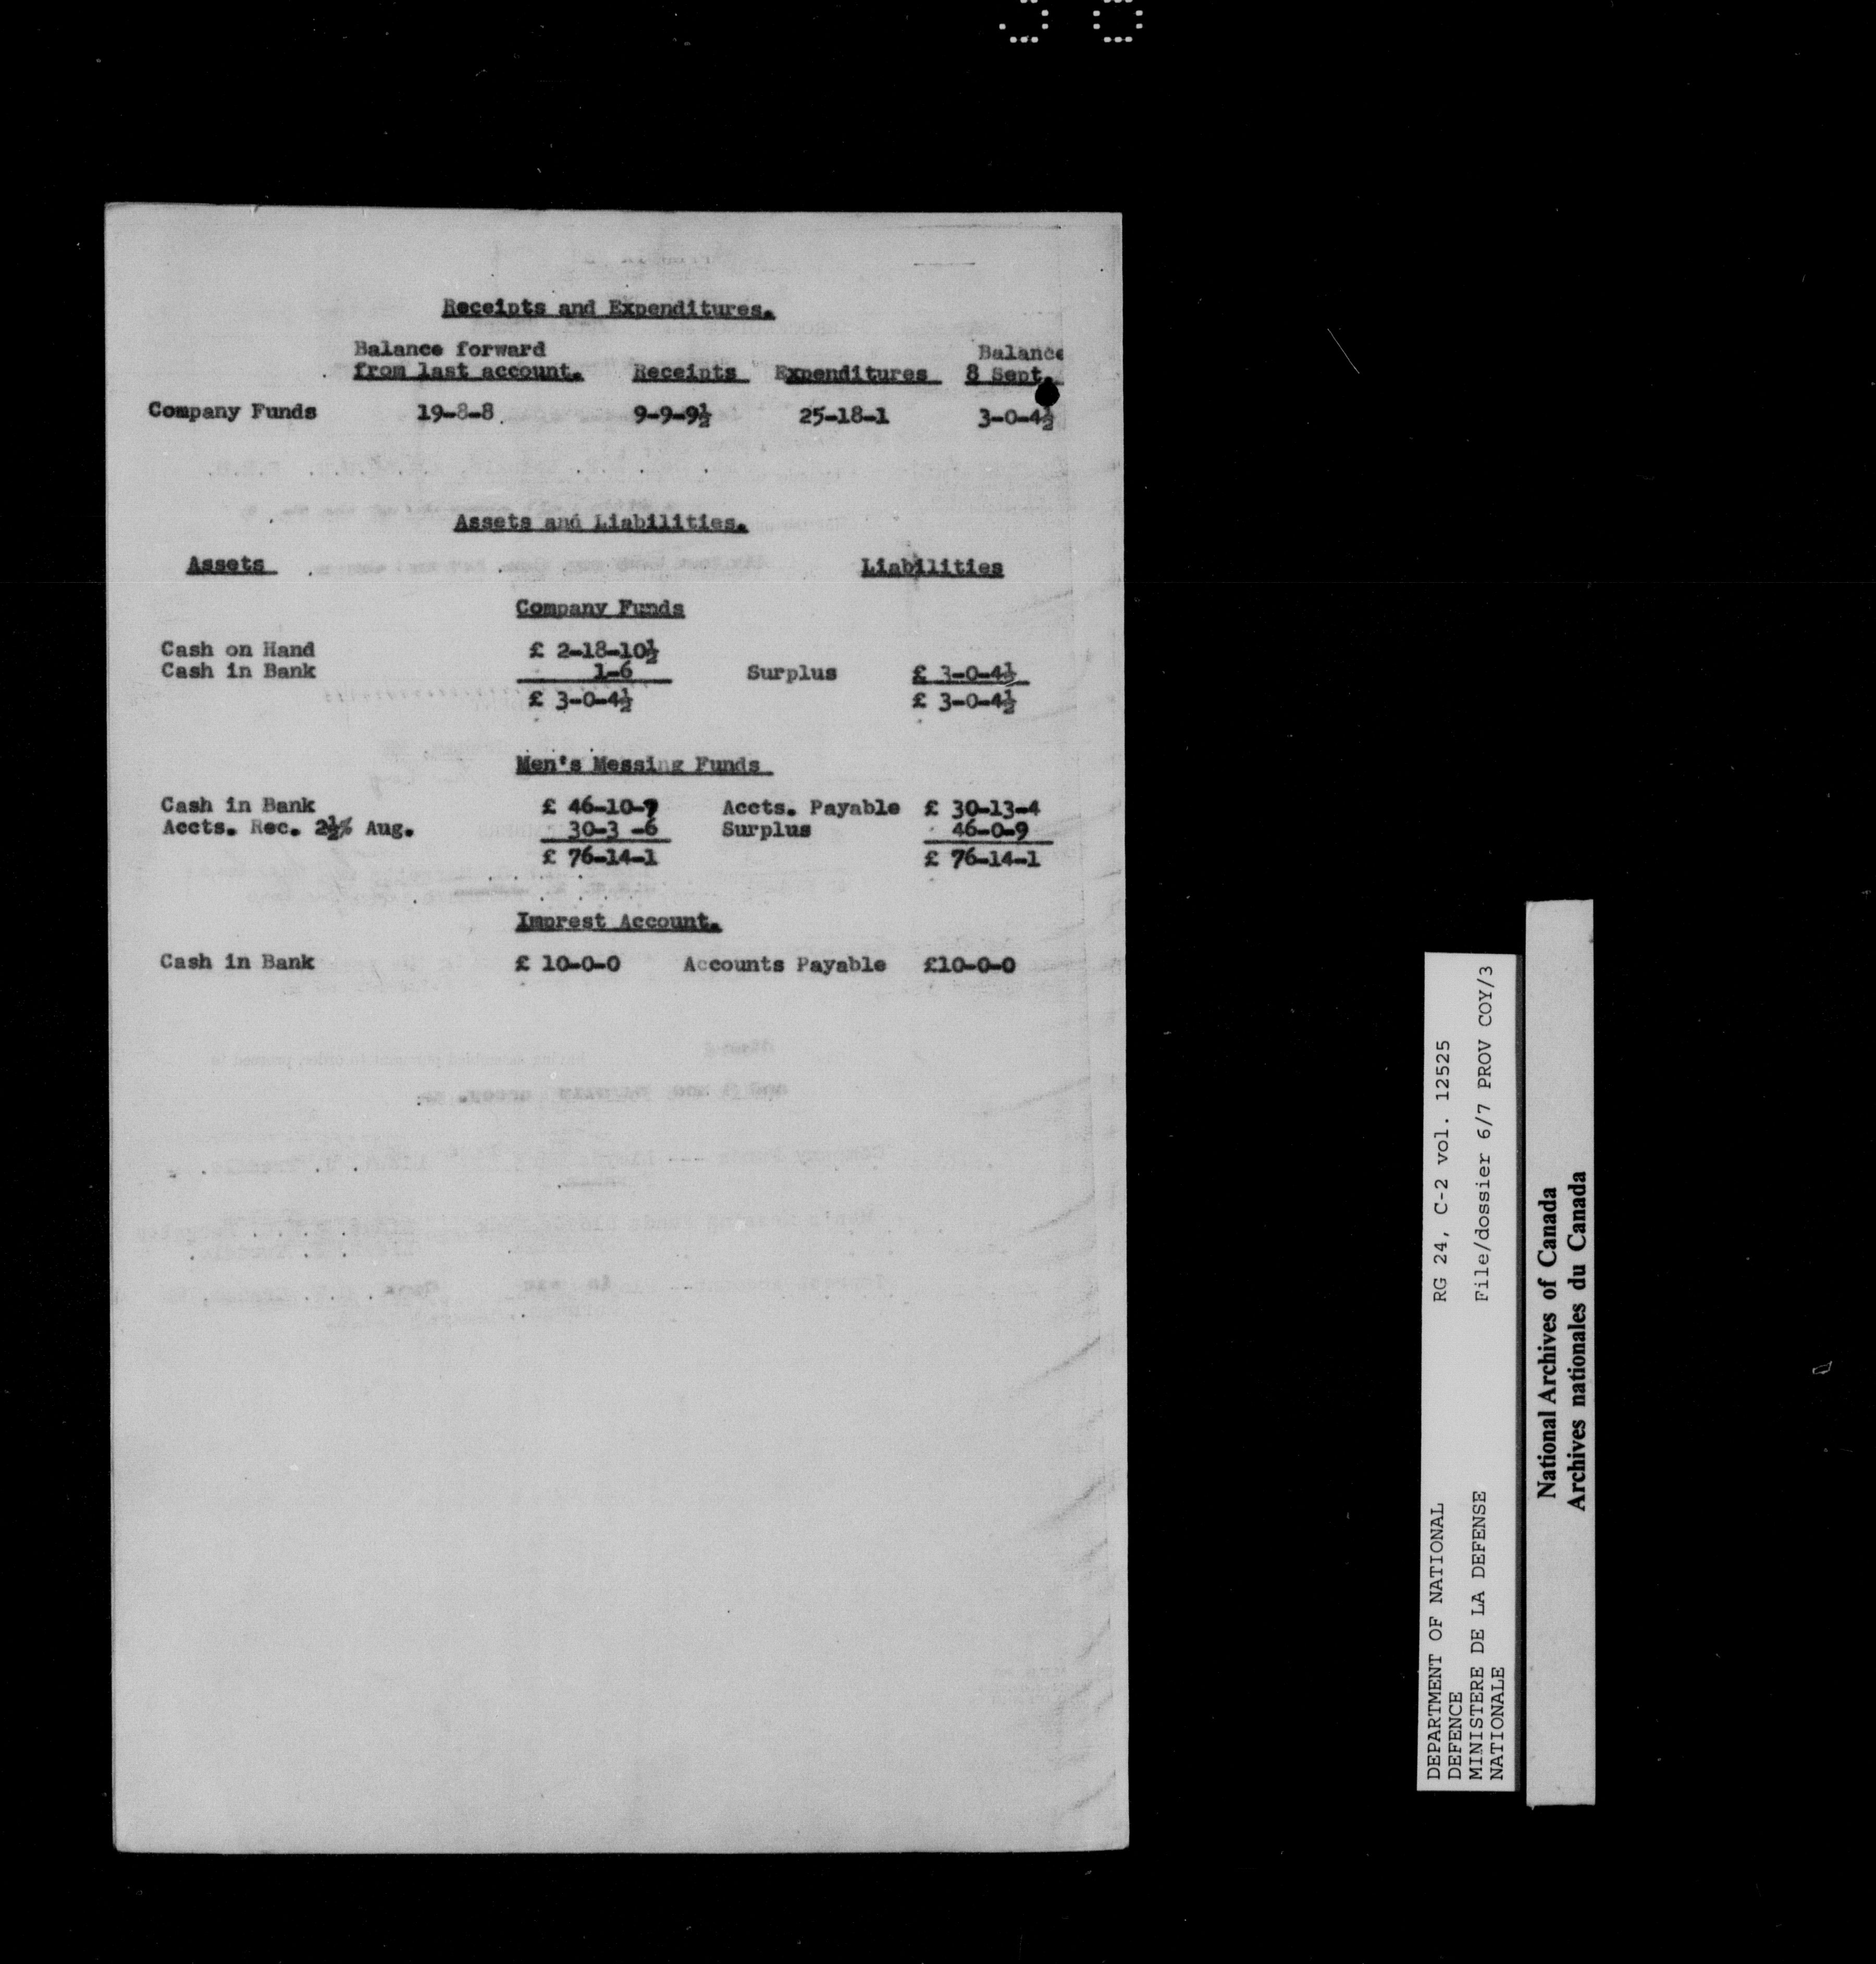 Receipts and Expenditures.
Balance forward Balance
from last account. Receipts Expenditures 8 Sept.
Company Funds 19-8-8 9-9-9½ 25-18-1 3-0-4½
Assets and Liabilities.
Assets Liabilities
Company Funds
Cash on Hand £ 2-18-10½
Cash in Bank 1-6 Surplus £ 3-0-4½
£ 3-0-4½ £ 3-0-4½
Men's Messing Funds
Cash in Bank £ 46-10-7 Accts. Payable £ 30-13-4
Accts. Rec. 2½% Aug. 30-3 -6 Surplus 46-0-9
£ 76-14-1 £ 76-14-1
Imprest Account.
Cash in Bank £ 10-0-0 Accounts Payable £10-0-0
DEPARTMENT OF NATIONAL RG 24, C-2 vol. 12525
DEFENCE
MINISTERE DE LA DEFENSE File/dossier 6/7 PROV COY/3
NATIONALE
National Archives of Canada
Archives nationales du Canada